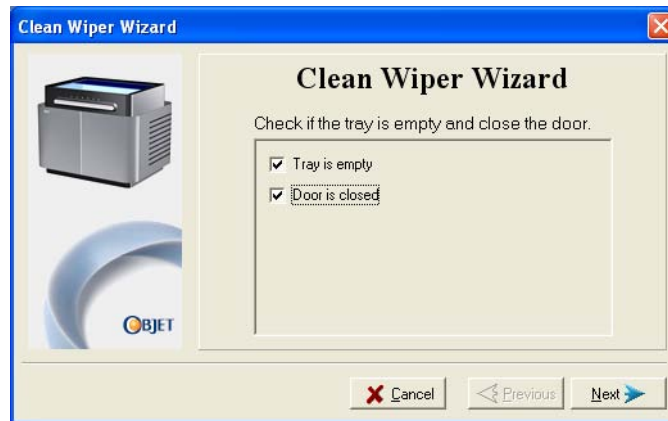 Clean Wiper Wizard
Clean Wiper Wizard
Check if the tray is empty and close the door.
Tray is empty
Door is closed
OBJET
Cancel
Previous
Next